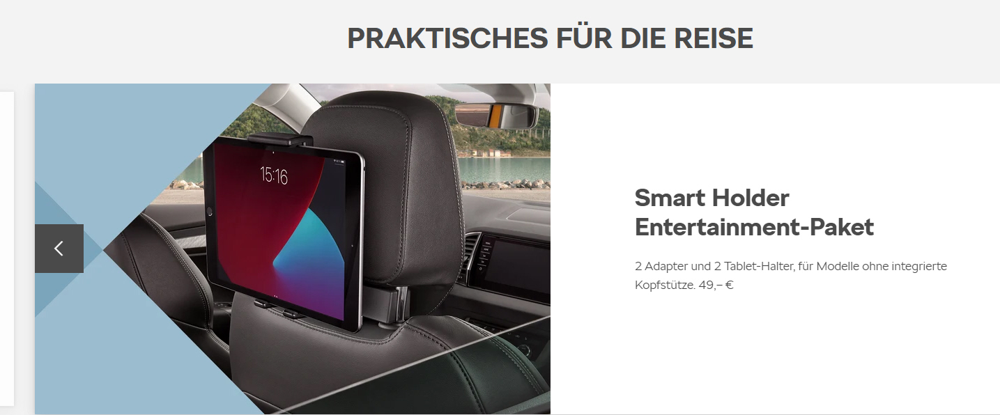 PRAKTISCHES FÜR DIE REISE
15:16
Smart Holder
Entertainment-Paket
2 Adapter und 2 Tablet-Halter, für Modelle ohne integrierte
Kopfstütze. 49,– €